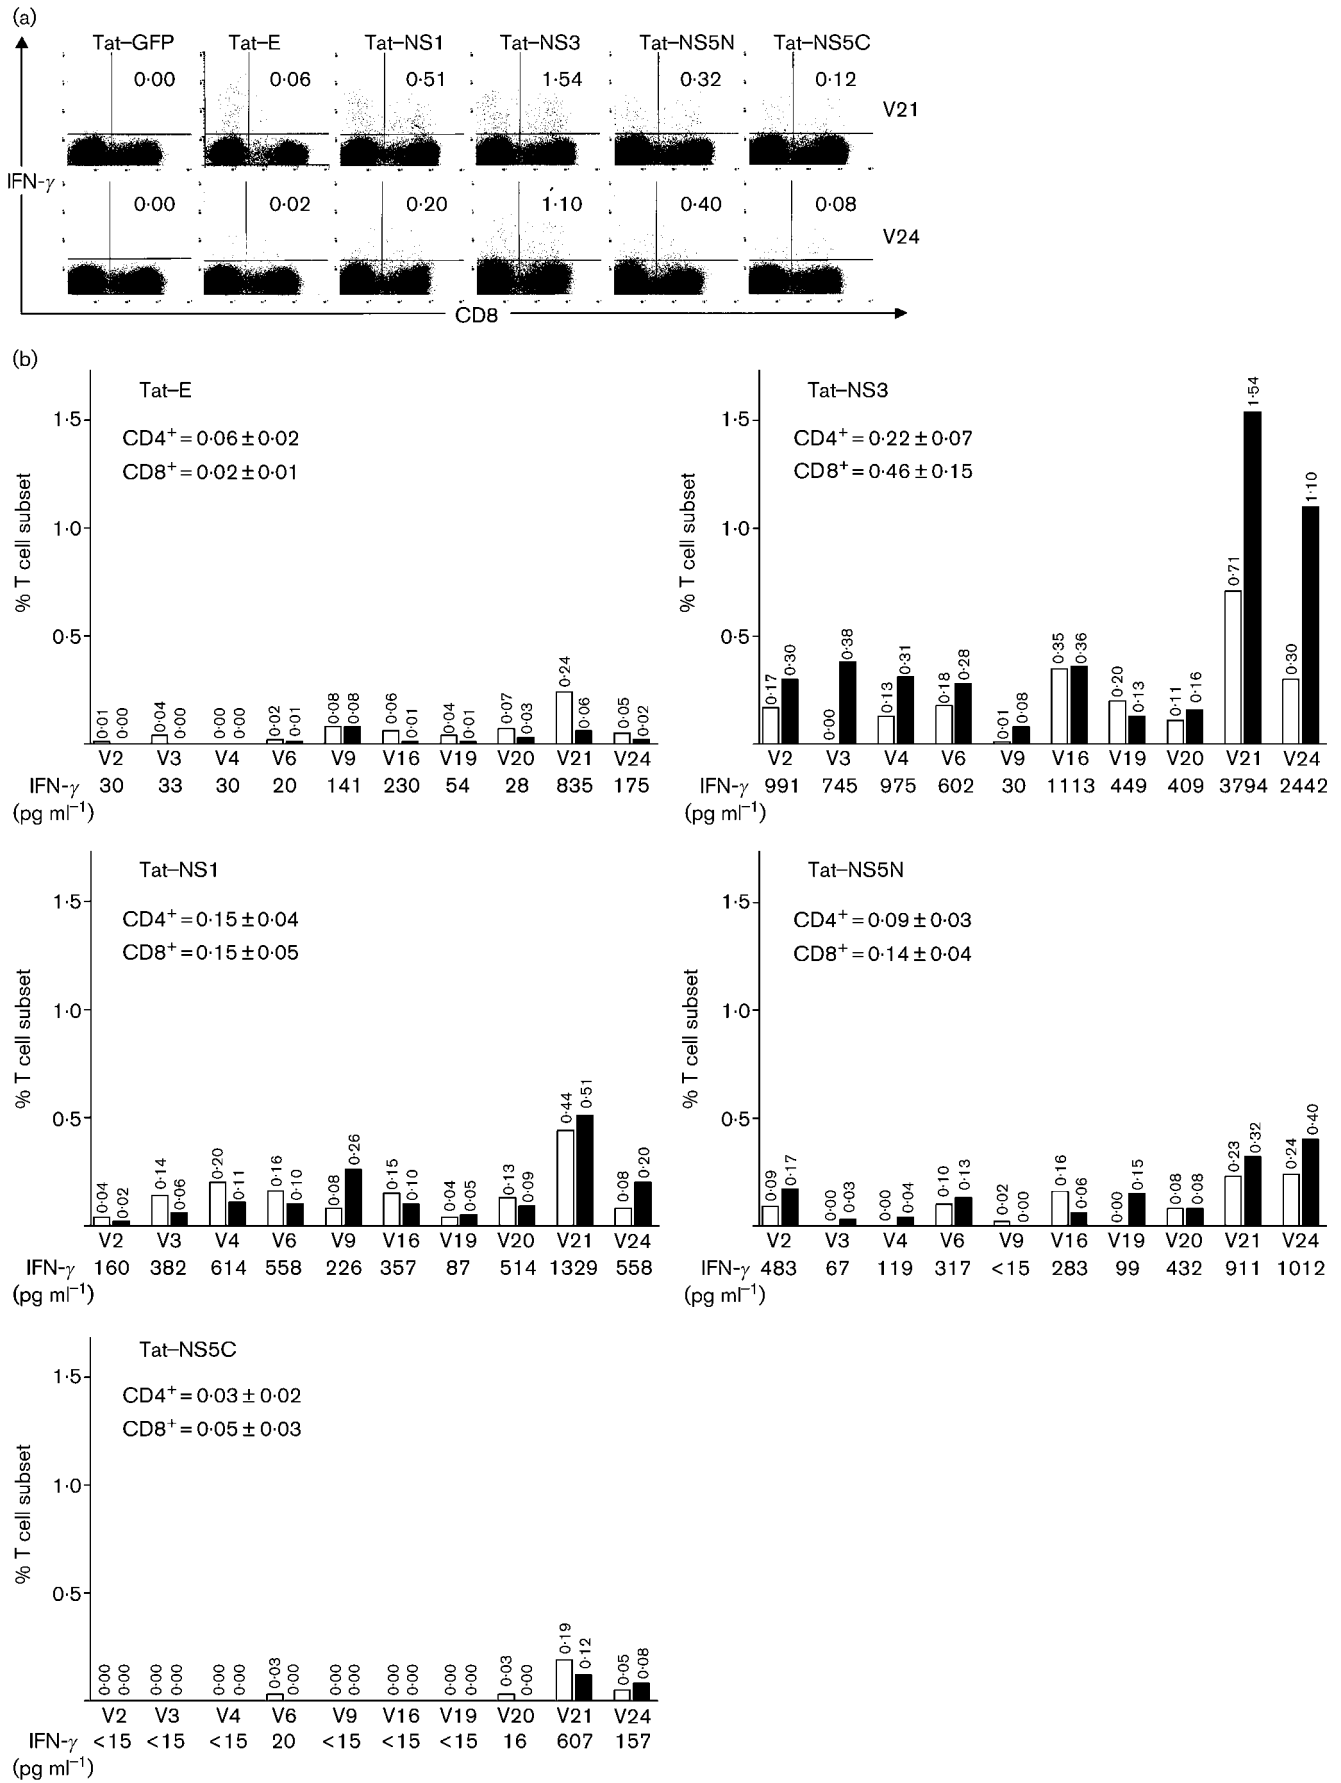 (a)
Tat–GFP Tat–E Tat–NS1 Tat–NS3 Tat–NS5N Tat–NS5C
0·00 0·06 0·51 1·54 0·32 0·12
V21
IFN-γ
0·00 0·02 0·20 1·10 0·40 0·08
V24
CD8
(b)
Tat–E
CD4⁺ = 0·06 ± 0·02
CD8⁺ = 0·02 ± 0·01
% T cell subset
1·5
1·0
0·5
0·01 0·00 0·04 0·00 0·00 0·00 0·02 0·01 0·08 0·08 0·06 0·01 0·04 0·01 0·07 0·03 0·24 0·06 0·05 0·02
V2 V3 V4 V6 V9 V16 V19 V20 V21 V24
IFN-γ 30 33 30 20 141 230 54 28 835 175
(pg ml⁻¹)
Tat–NS3
CD4⁺ = 0·22 ± 0·07
CD8⁺ = 0·46 ± 0·15
% T cell subset
1·5
1·0
0·5
0·17 0·30 0·00 0·38 0·13 0·31 0·18 0·28 0·01 0·08 0·35 0·36 0·20 0·13 0·11 0·16 0·71 1·54 0·30 1·10
V2 V3 V4 V6 V9 V16 V19 V20 V21 V24
IFN-γ 991 745 975 602 30 1113 449 409 3794 2442
(pg ml⁻¹)
Tat–NS1
CD4⁺ = 0·15 ± 0·04
CD8⁺ = 0·15 ± 0·05
% T cell subset
1·5
1·0
0·5
0·04 0·02 0·14 0·06 0·20 0·11 0·16 0·10 0·08 0·26 0·15 0·10 0·04 0·05 0·13 0·09 0·44 0·51 0·08 0·20
V2 V3 V4 V6 V9 V16 V19 V20 V21 V24
IFN-γ 160 382 614 558 226 357 87 514 1329 558
(pg ml⁻¹)
Tat–NS5N
CD4⁺ = 0·09 ± 0·03
CD8⁺ = 0·14 ± 0·04
% T cell subset
1·5
1·0
0·5
0·09 0·17 0·00 0·03 0·00 0·04 0·10 0·13 0·02 0·00 0·16 0·06 0·00 0·15 0·08 0·08 0·23 0·32 0·24 0·40
V2 V3 V4 V6 V9 V16 V19 V20 V21 V24
IFN-γ 483 67 119 317 <15 283 99 432 911 1012
(pg ml⁻¹)
Tat–NS5C
CD4⁺ = 0·03 ± 0·02
CD8⁺ = 0·05 ± 0·03
% T cell subset
1·5
1·0
0·5
0·00 0·00 0·00 0·00 0·00 0·00 0·03 0·00 0·00 0·00 0·00 0·00 0·00 0·00 0·03 0·00 0·19 0·12 0·05 0·08
V2 V3 V4 V6 V9 V16 V19 V20 V21 V24
IFN-γ <15 <15 <15 20 <15 <15 <15 16 607 157
(pg ml⁻¹)